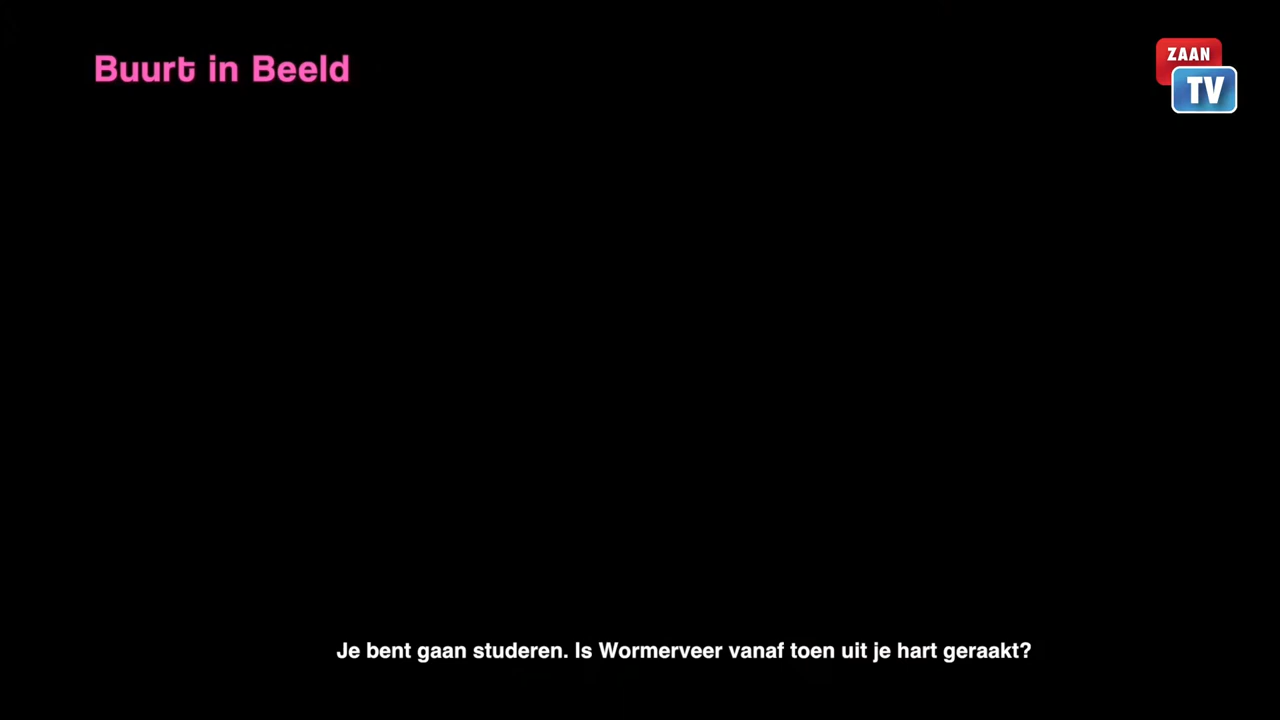 Buurt in Beeld
ZAAN
TV
Je bent gaan studeren. Is Wormerveer vanaf toen uit je hart geraakt?